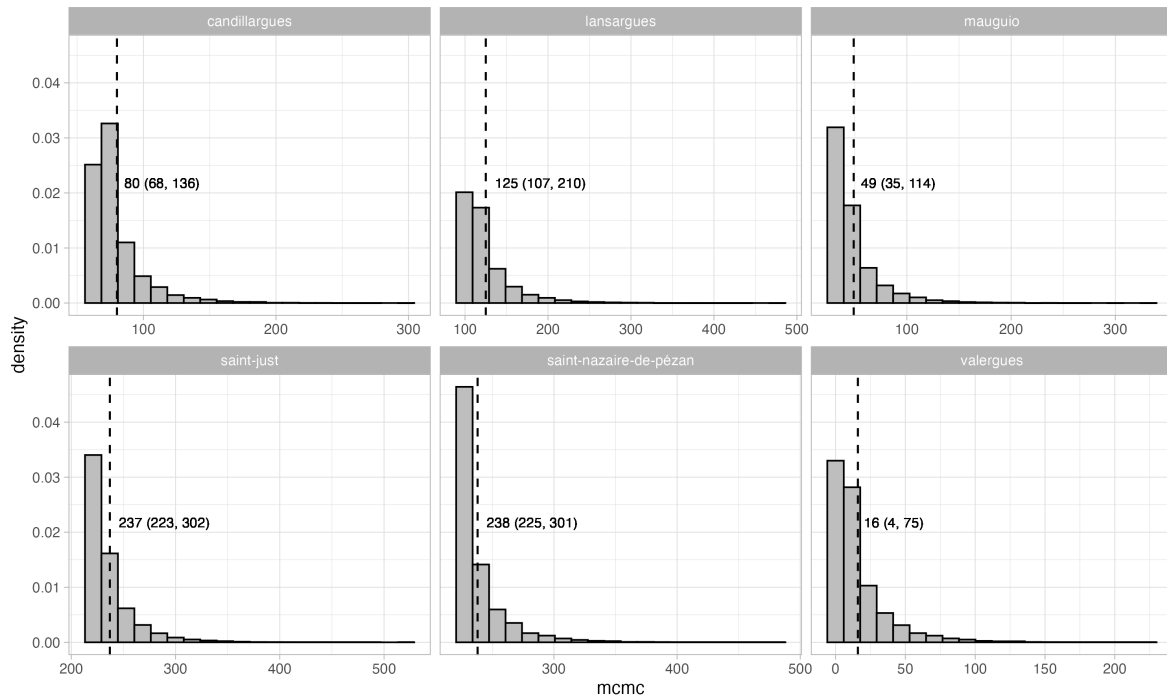 candillargues
lansargues
mauguio
0.04
0.03
0.02
0.01
0.00
80 (68, 136)
125 (107, 210)
49 (35, 114)
100 200 300
100 200 300 400 500
100 200 300
density
saint-just
saint-nazaire-de-pézan
valergues
0.04
0.03
0.02
0.01
0.00
237 (223, 302)
238 (225, 301)
16 (4, 75)
200 300 400 500
300 400 500
0 50 100 150 200
mcmc